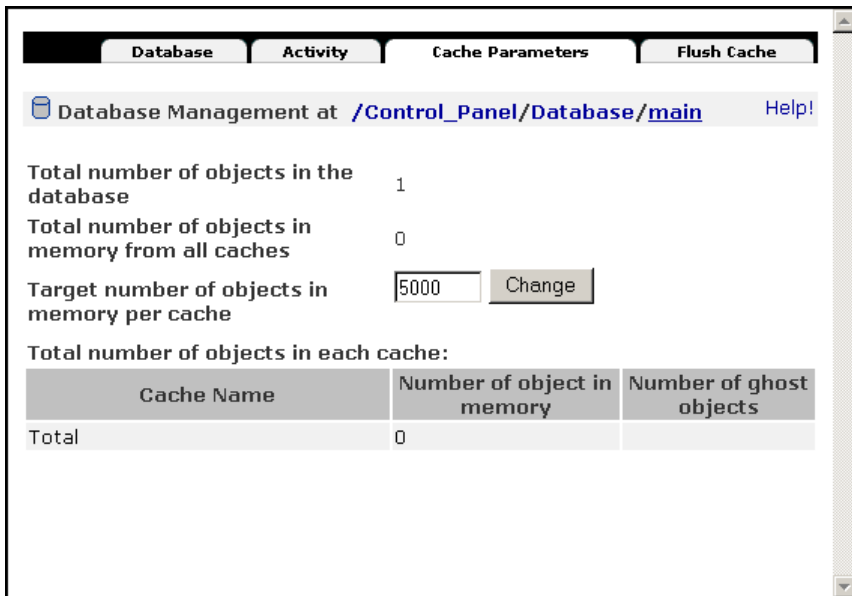 Database Activity Cache Parameters Flush Cache
Database Management at /Control_Panel/Database/main Help!
Total number of objects in the
database
1
Total number of objects in
memory from all caches
0
Target number of objects in
memory per cache
5000 Change
Total number of objects in each cache:
Cache Name
Number of object in
memory
Number of ghost
objects
Total 0